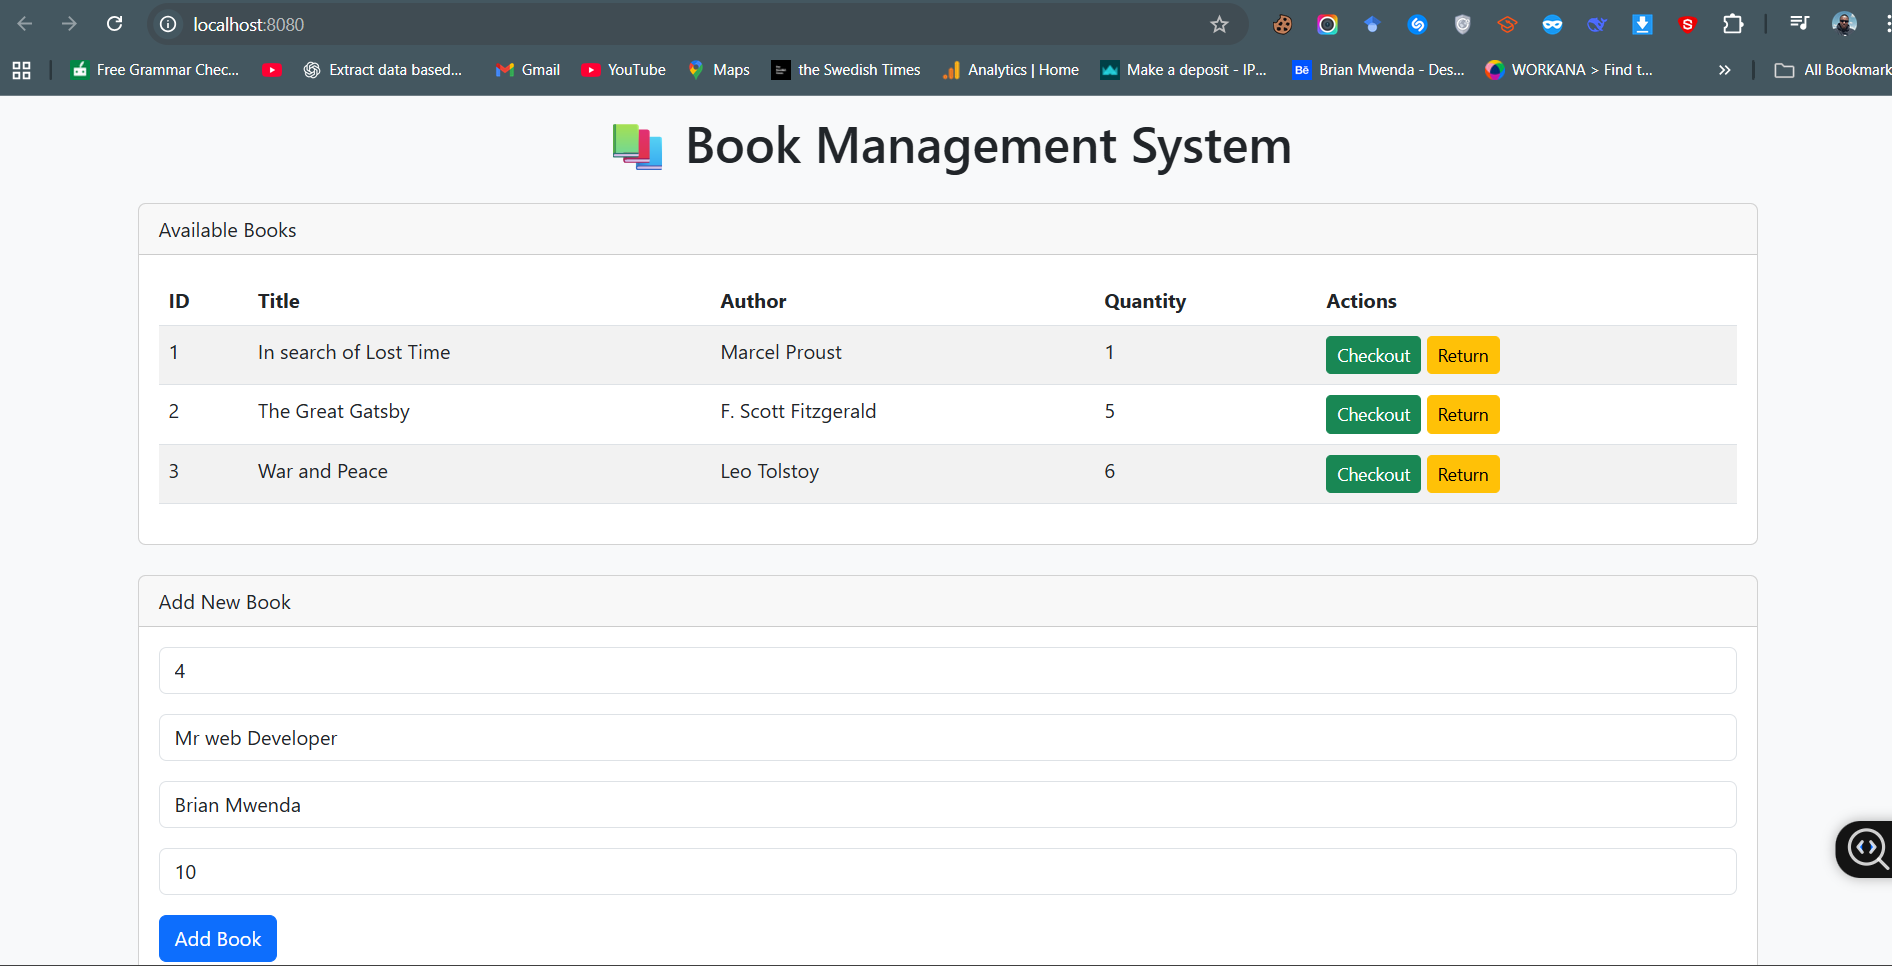 localhost:8080
Free Grammar Chec... Extract data based... Gmail YouTube Maps the Swedish Times Analytics | Home Make a deposit - IP... Bē Brian Mwenda - Des... WORKANA > Find t... » All Bookmark
Book Management System
Available Books
ID Title Author Quantity Actions
1 In search of Lost Time Marcel Proust 1 Checkout Return
2 The Great Gatsby F. Scott Fitzgerald 5 Checkout Return
3 War and Peace Leo Tolstoy 6 Checkout Return
Add New Book
4
Mr web Developer
Brian Mwenda
10
Add Book